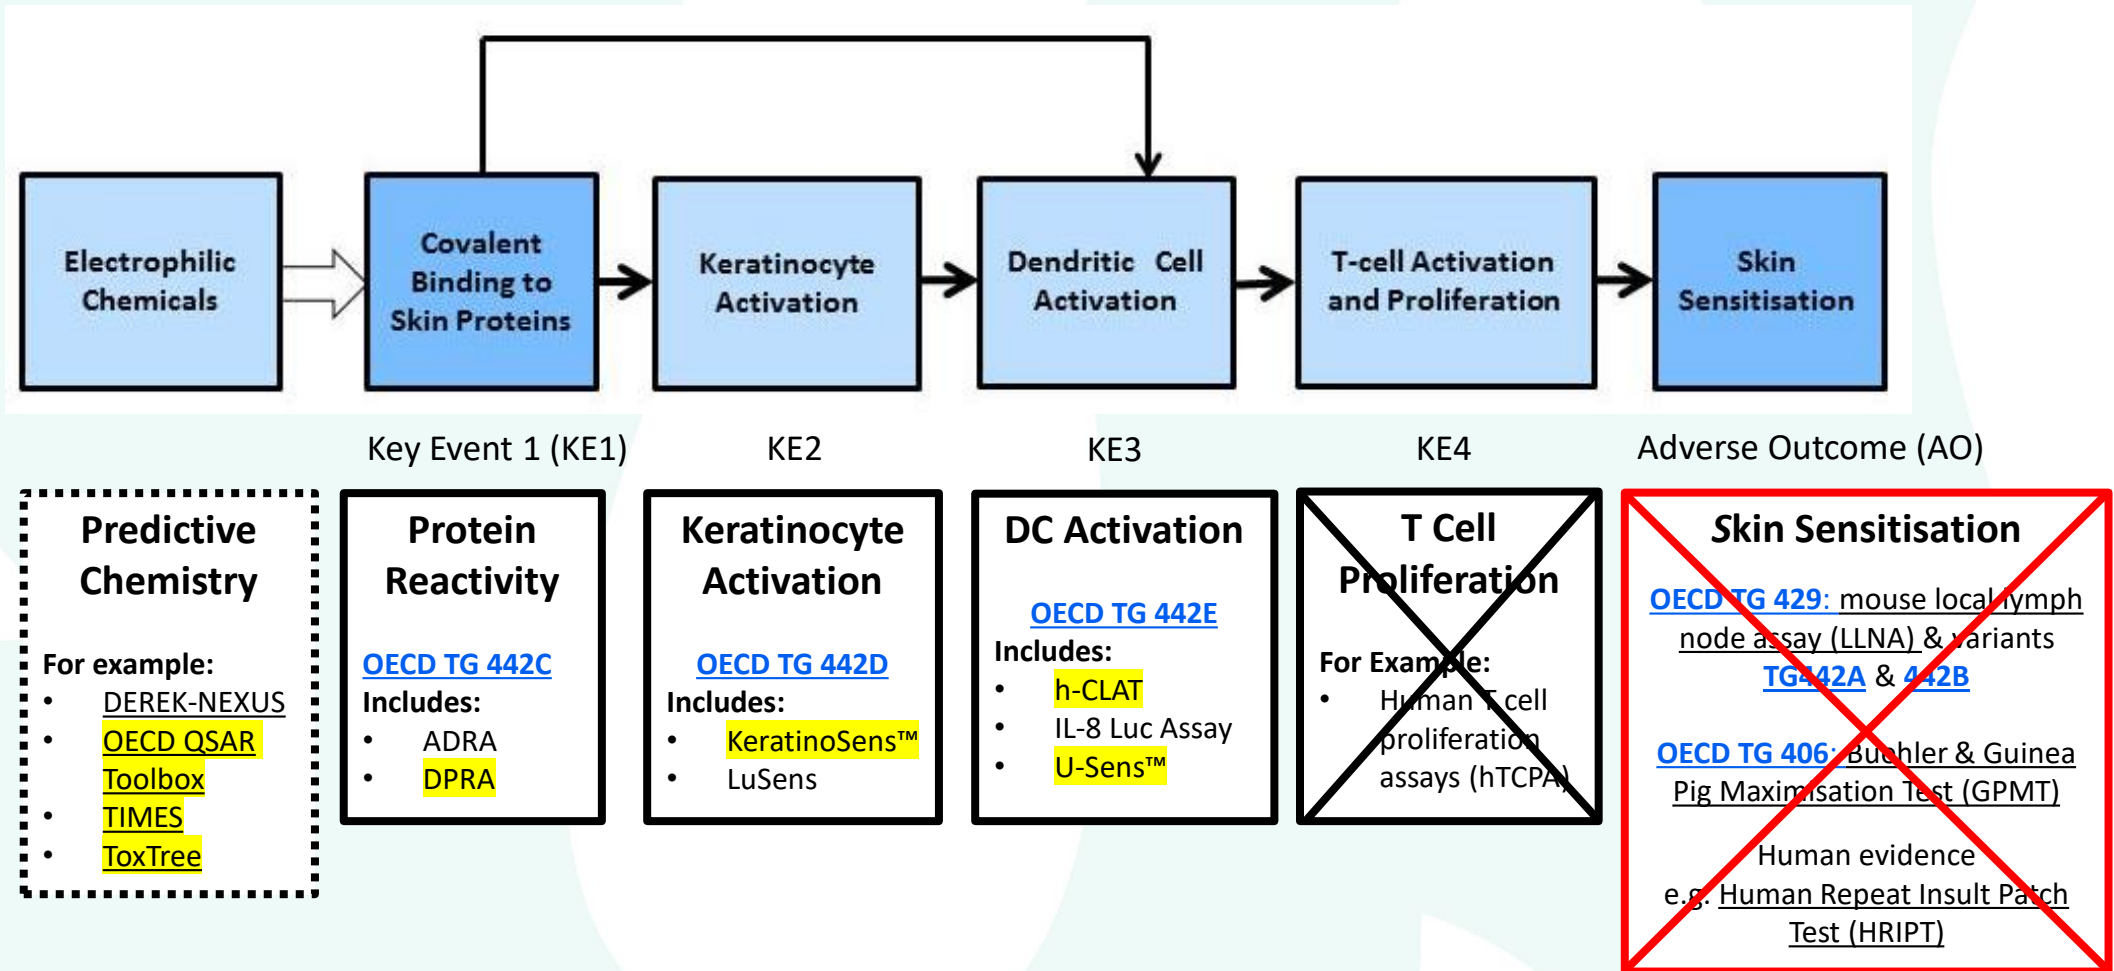 Electrophilic
Chemicals
Covalent
Binding to
Skin Proteins
Keratinocyte
Activation
Dendritic Cell
Activation
T-cell Activation
and Proliferation
Skin
Sensitisation
Key Event 1 (KE1)
KE2
KE3
KE4
Adverse Outcome (AO)
Predictive
Chemistry
For example:
• DEREK-NEXUS
• OECD QSAR
Toolbox
• TIMES
• ToxTree
Protein
Reactivity
OECD TG 442C
Includes:
• ADRA
• DPRA
Keratinocyte
Activation
OECD TG 442D
Includes:
• KeratinoSens™
• LuSens
DC Activation
OECD TG 442E
Includes:
• h-CLAT
• IL-8 Luc Assay
• U-Sens™
T Cell
Proliferation
For Example:
• Human T cell
proliferation
assays (hTCPA)
Skin Sensitisation
OECD TG 429: mouse local lymph
node assay (LLNA) & variants
TG442A & 442B
OECD TG 406: Buehler & Guinea
Pig Maximisation Test (GPMT)
Human evidence
e.g. Human Repeat Insult Patch
Test (HRIPT)